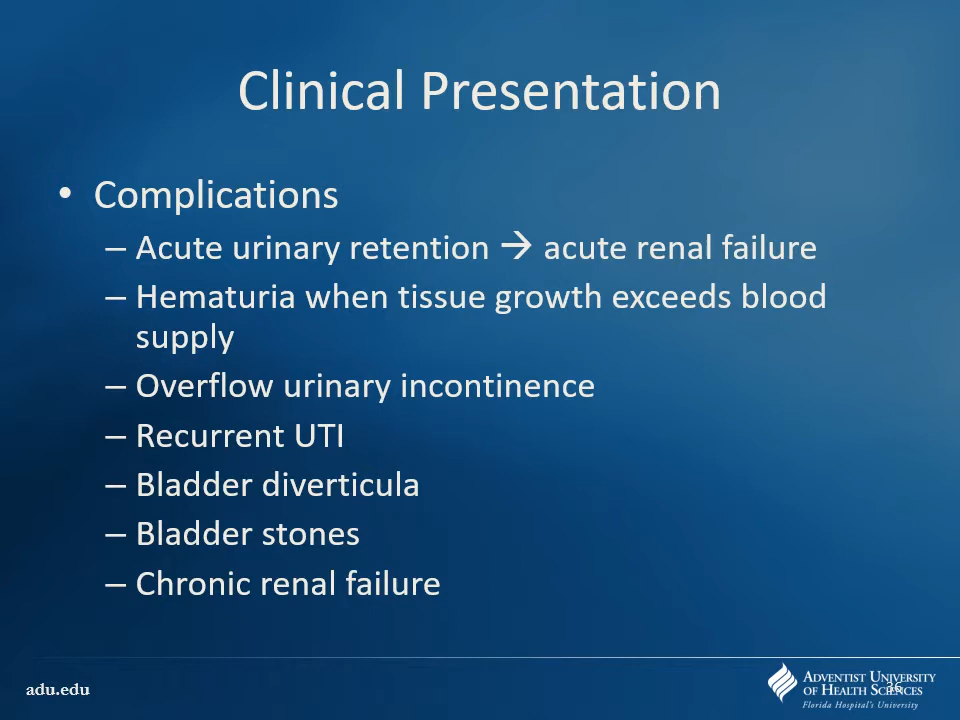 Clinical Presentation
• Complications
– Acute urinary retention → acute renal failure
– Hematuria when tissue growth exceeds blood
supply
– Overflow urinary incontinence
– Recurrent UTI
– Bladder diverticula
– Bladder stones
– Chronic renal failure
adu.edu
ADVENTIST UNIVERSITY
OF HEALTH SCIENCES
36
Florida Hospital's University